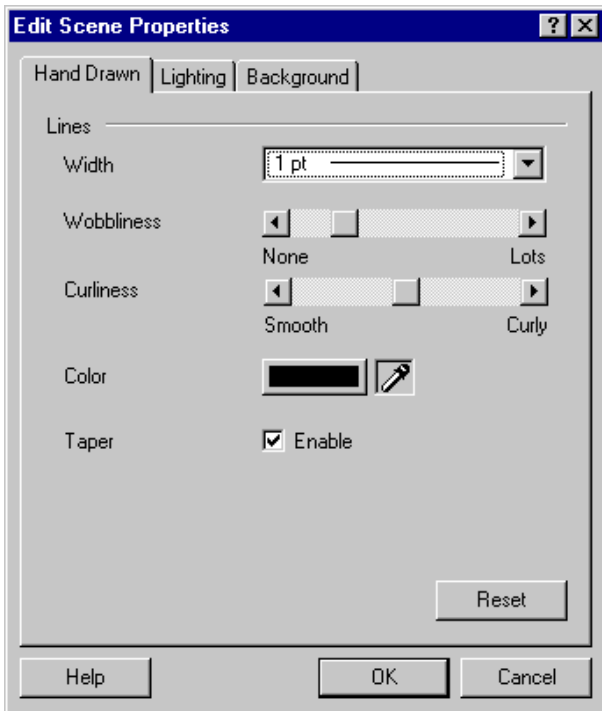 Edit Scene Properties
Hand Drawn Lighting Background
Lines
Width 1 pt
Wobbliness
None Lots
Curliness
Smooth Curly
Color
Taper Enable
Reset
Help OK Cancel